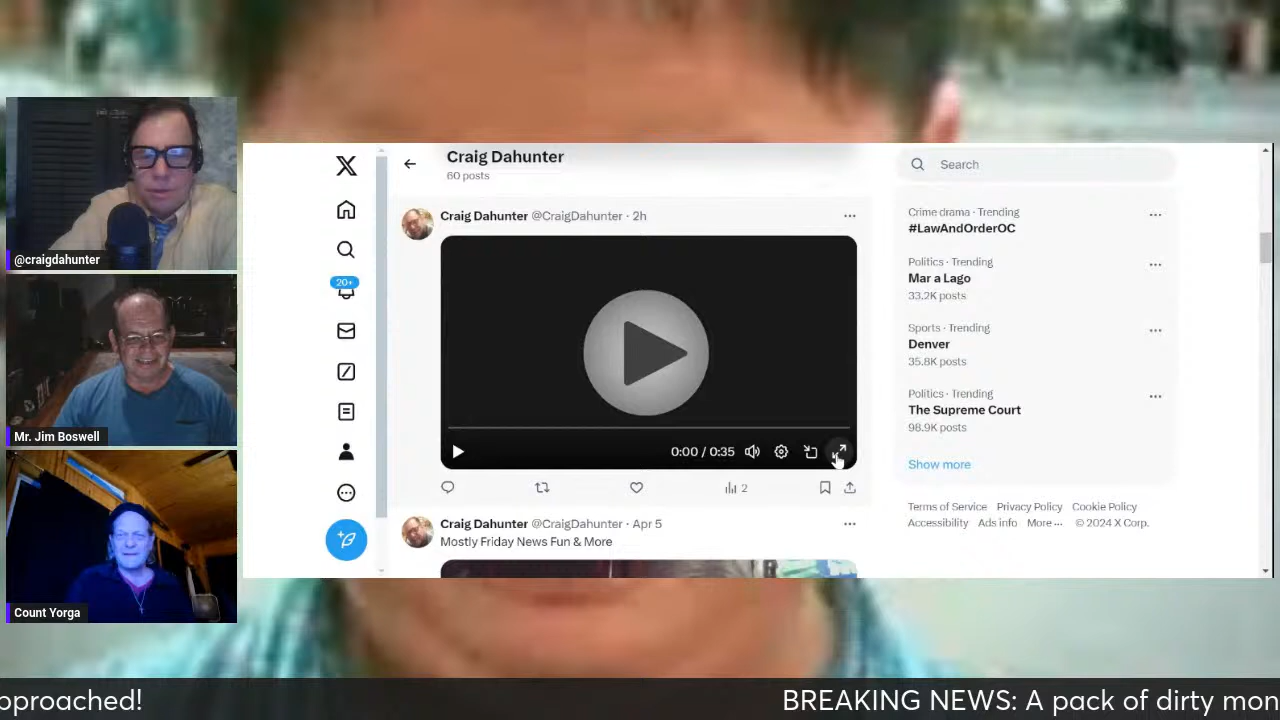 @craigdahunter
Mr. Jim Boswell
Count Yorga
20+
Craig Dahunter
60 posts
Craig Dahunter @CraigDahunter · 2h
0:00 / 0:35
2
Craig Dahunter @CraigDahunter · Apr 5
Mostly Friday News Fun & More
Search
Crime drama · Trending
#LawAndOrderOC
Politics · Trending
Mar a Lago
33.2K posts
Sports · Trending
Denver
35.8K posts
Politics · Trending
The Supreme Court
98.9K posts
Show more
Terms of Service Privacy Policy Cookie Policy
Accessibility Ads info More ··· © 2024 X Corp.
pproached! BREAKING NEWS: A pack of dirty mon